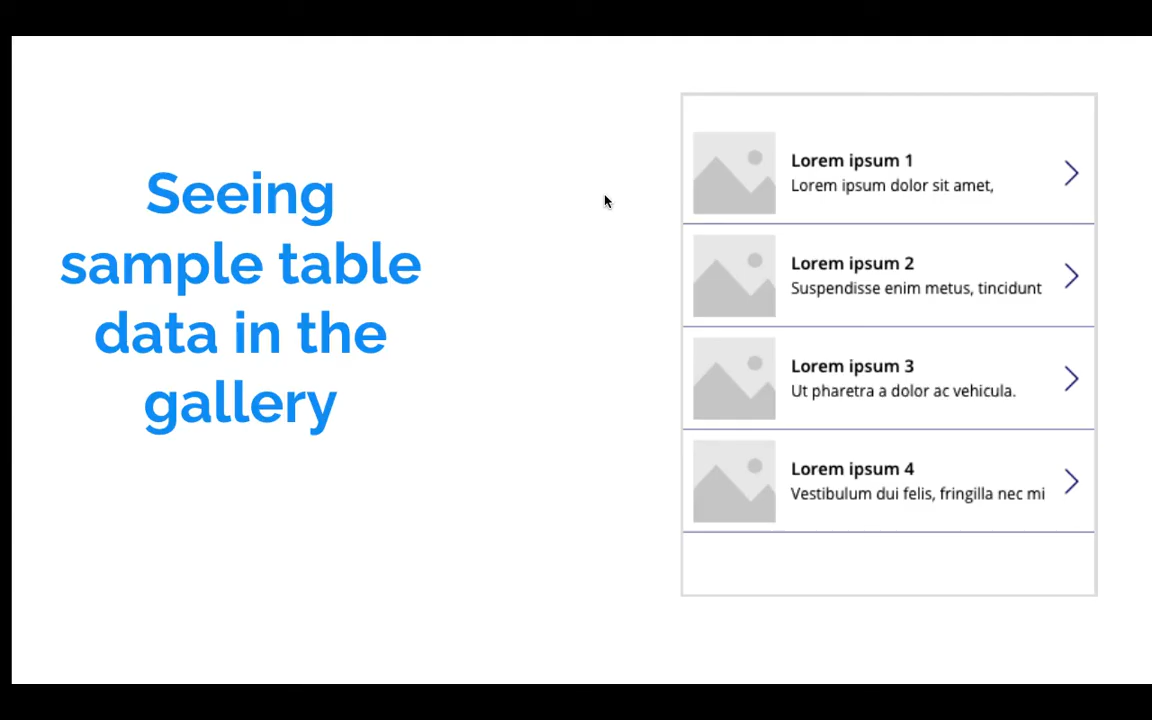 Seeing
sample table
data in the
gallery
Lorem ipsum 1
Lorem ipsum dolor sit amet,
Lorem ipsum 2
Suspendisse enim metus, tincidunt
Lorem ipsum 3
Ut pharetra a dolor ac vehicula.
Lorem ipsum 4
Vestibulum dui felis, fringilla nec mi